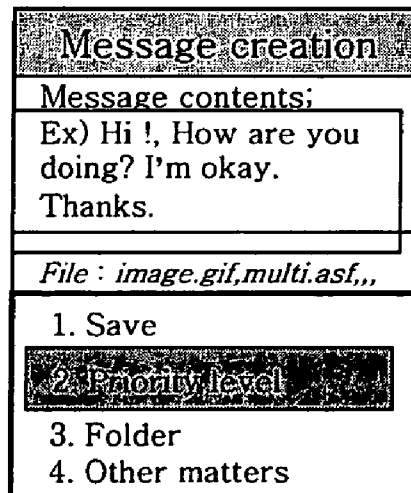 Message creation
Message contents;
Ex) Hi !, How are you
doing? I'm okay.
Thanks.
File : image.gif,multi.asf,,,
1. Save
2. Priority level
3. Folder
4. Other matters